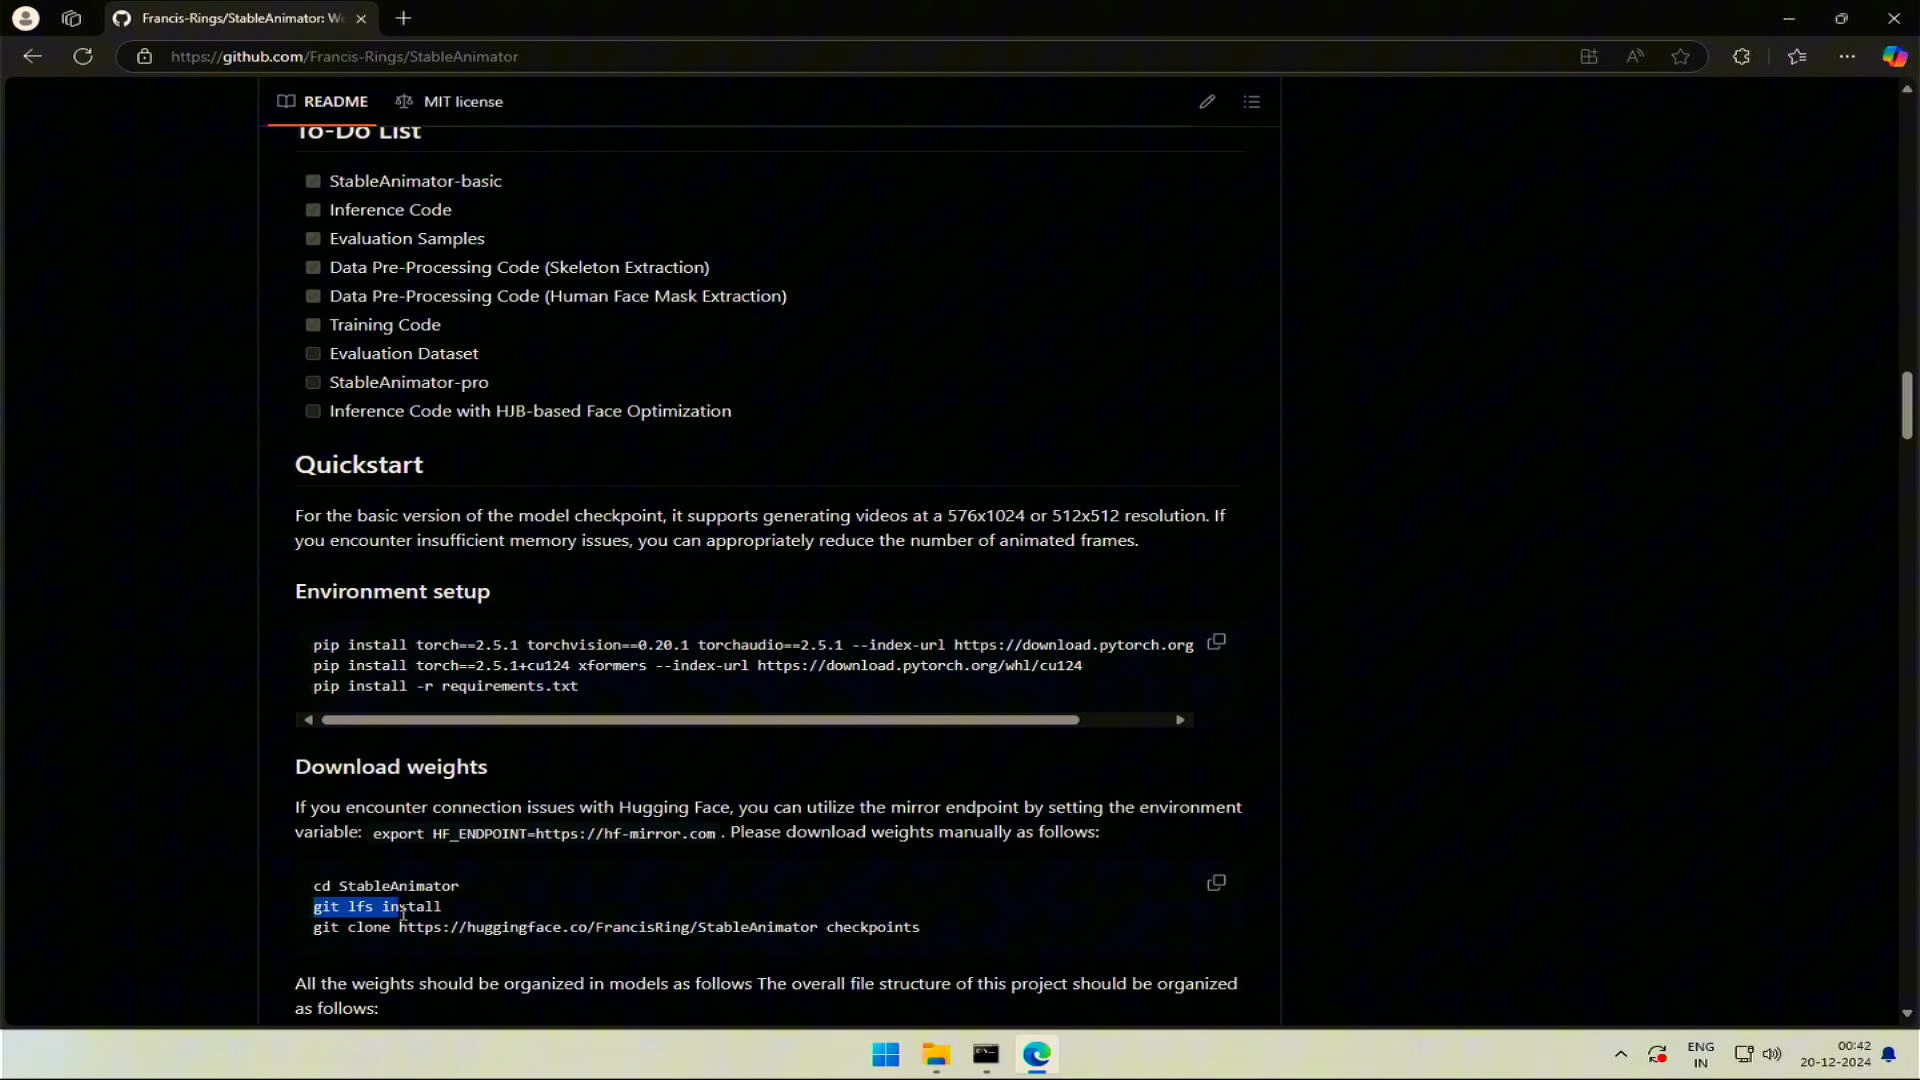 Francis-Rings/StableAnimator: Wo
https://github.com/Francis-Rings/StableAnimator
README
MIT license
To-Do List
StableAnimator-basic
Inference Code
Evaluation Samples
Data Pre-Processing Code (Skeleton Extraction)
Data Pre-Processing Code (Human Face Mask Extraction)
Training Code
Evaluation Dataset
StableAnimator-pro
Inference Code with HJB-based Face Optimization
Quickstart
For the basic version of the model checkpoint, it supports generating videos at a 576x1024 or 512x512 resolution. If
you encounter insufficient memory issues, you can appropriately reduce the number of animated frames.
Environment setup
pip install torch==2.5.1 torchvision==0.20.1 torchaudio==2.5.1 --index-url https://download.pytorch.org
pip install torch==2.5.1+cu124 xformers --index-url https://download.pytorch.org/whl/cu124
pip install -r requirements.txt
Download weights
If you encounter connection issues with Hugging Face, you can utilize the mirror endpoint by setting the environment
variable: export HF_ENDPOINT=https://hf-mirror.com . Please download weights manually as follows:
cd StableAnimator
git lfs install
git clone https://huggingface.co/FrancisRing/StableAnimator checkpoints
All the weights should be organized in models as follows The overall file structure of this project should be organized
as follows:
ENG
IN
00:42
20-12-2024